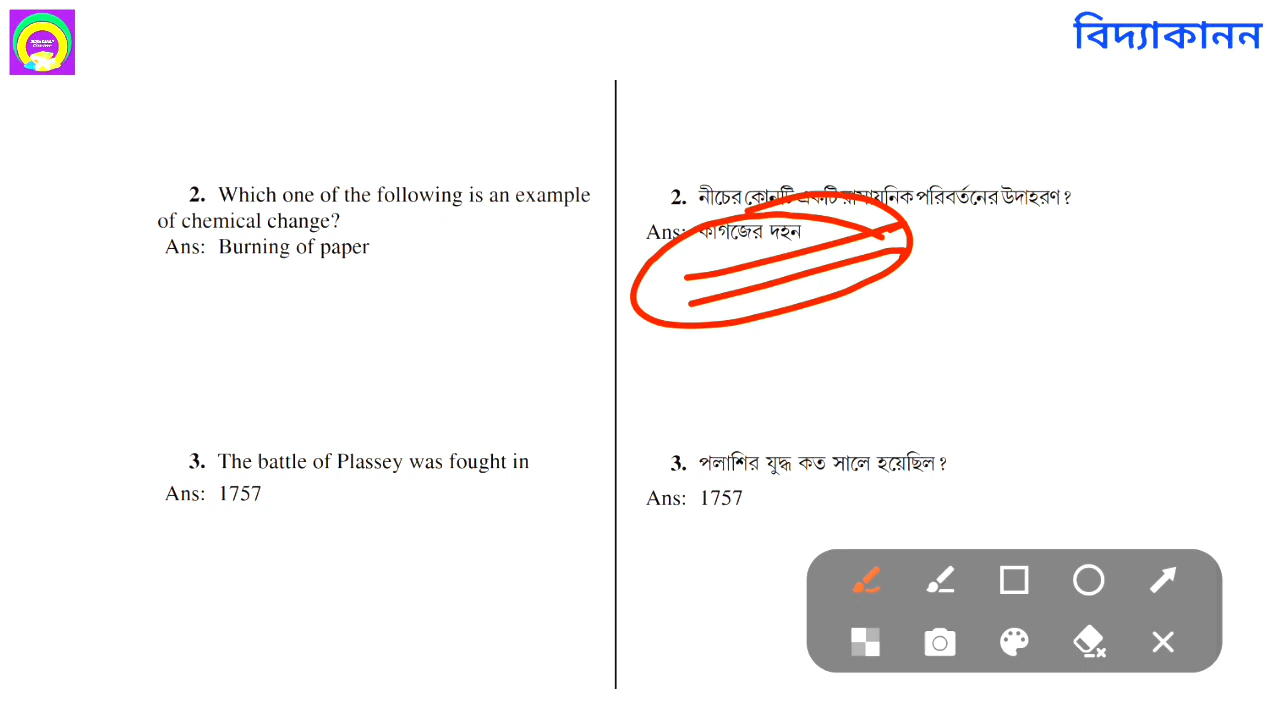 বিদ্যাকানন
2. Which one of the following is an example
of chemical change?
Ans: Burning of paper
3. The battle of Plassey was fought in
Ans: 1757
2. নীচের কোনটি একটি রাসায়নিক পরিবর্তনের উদাহরণ?
Ans: কাগজের দহন
3. পলাশির যুদ্ধ কত সালে হয়েছিল?
Ans: 1757